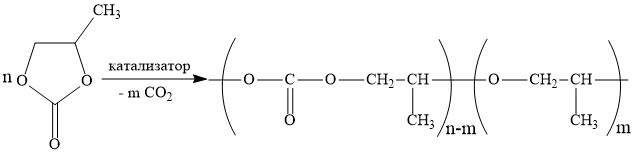 CH3
n O O катализатор O C O CH2 CH O CH2 CH
- m CO2
O O CH3 n-m CH3 m